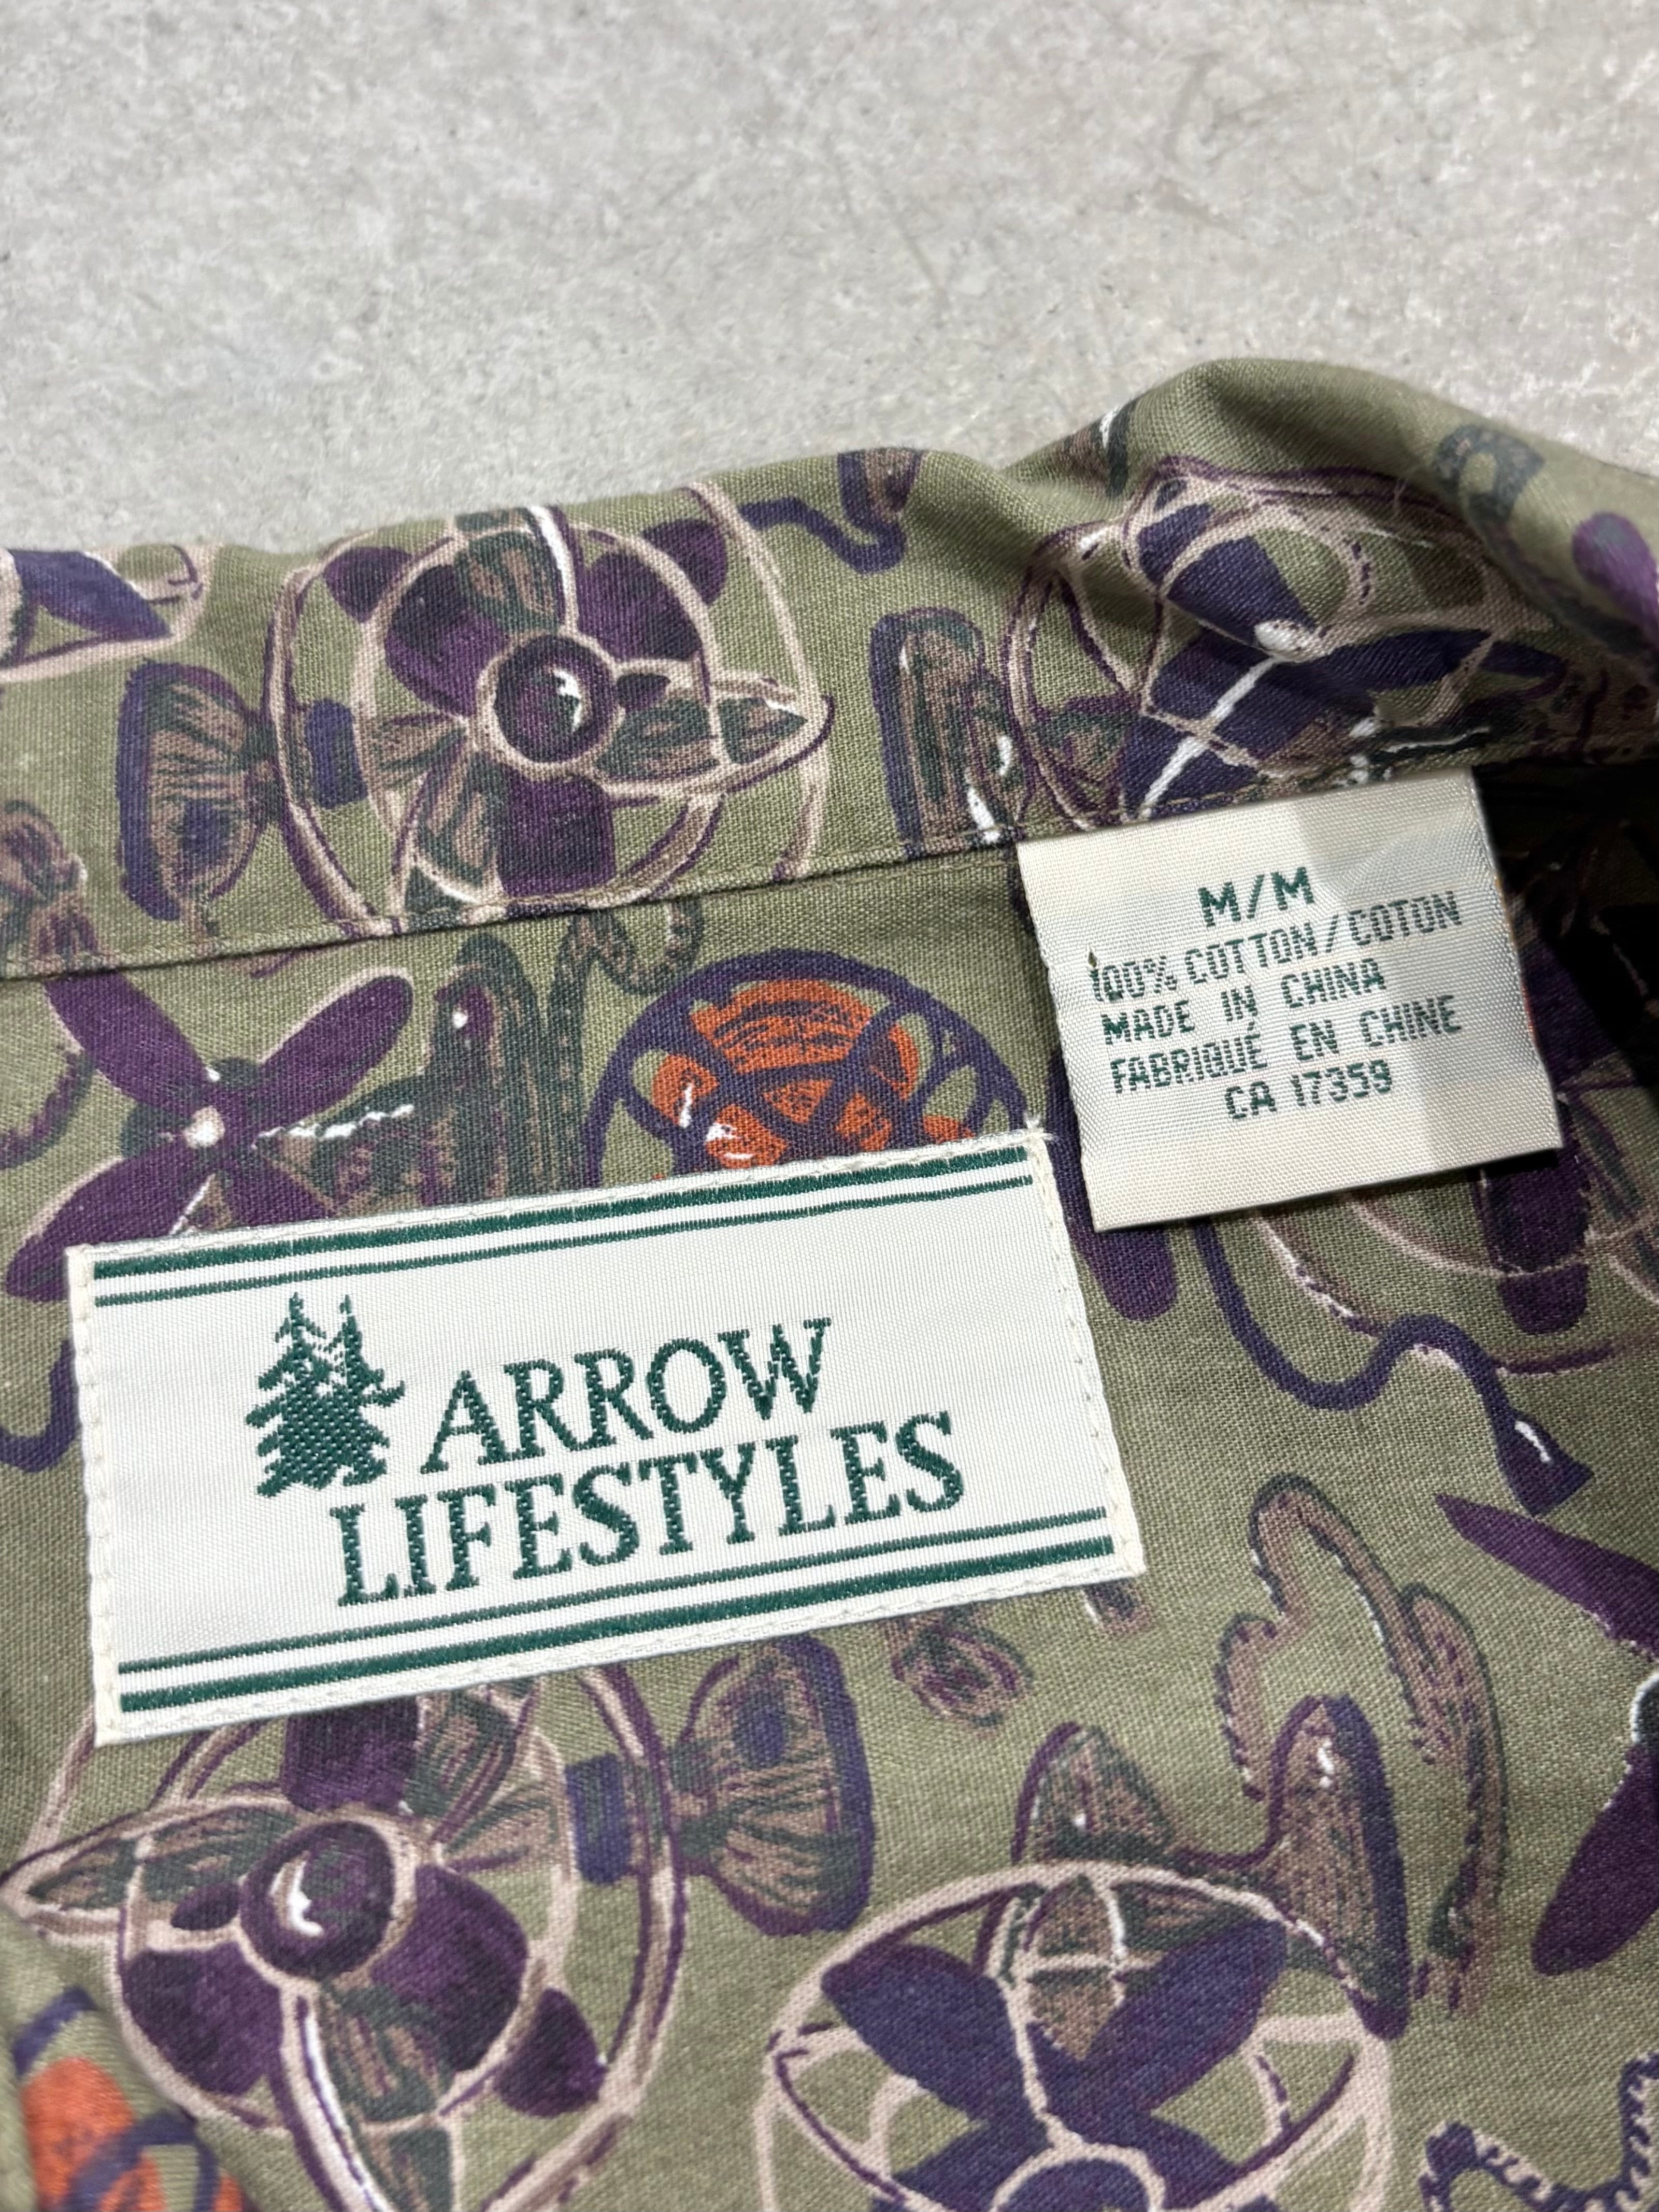 M/M
100% COTTON/COTON
MADE IN CHINA
FABRIQUÉ EN CHINE
CA 17359
ARROW
LIFESTYLES